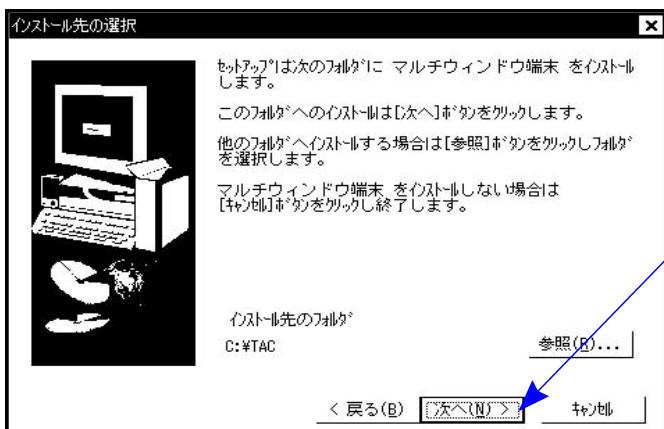 インストール先の選択
ｾｯﾄｱｯﾌﾟは次のﾌｫﾙﾀﾞに マルチウィンドウ端末 をｲﾝｽﾄｰﾙ
します。
このﾌｫﾙﾀﾞへのｲﾝｽﾄｰﾙは[次へ]ﾎﾞﾀﾝをｸﾘｯｸします。
他のﾌｫﾙﾀﾞへｲﾝｽﾄｰﾙする場合は[参照]ﾎﾞﾀﾝをｸﾘｯｸしﾌｫﾙﾀﾞ
を選択します。
マルチウィンドウ端末 をｲﾝｽﾄｰﾙしない場合は
[ｷｬﾝｾﾙ]ﾎﾞﾀﾝをｸﾘｯｸし終了します。
ｲﾝｽﾄｰﾙ先のﾌｫﾙﾀﾞ
C:¥TAC
参照(R)...
< 戻る(B)
次へ(N) >
ｷｬﾝｾﾙ